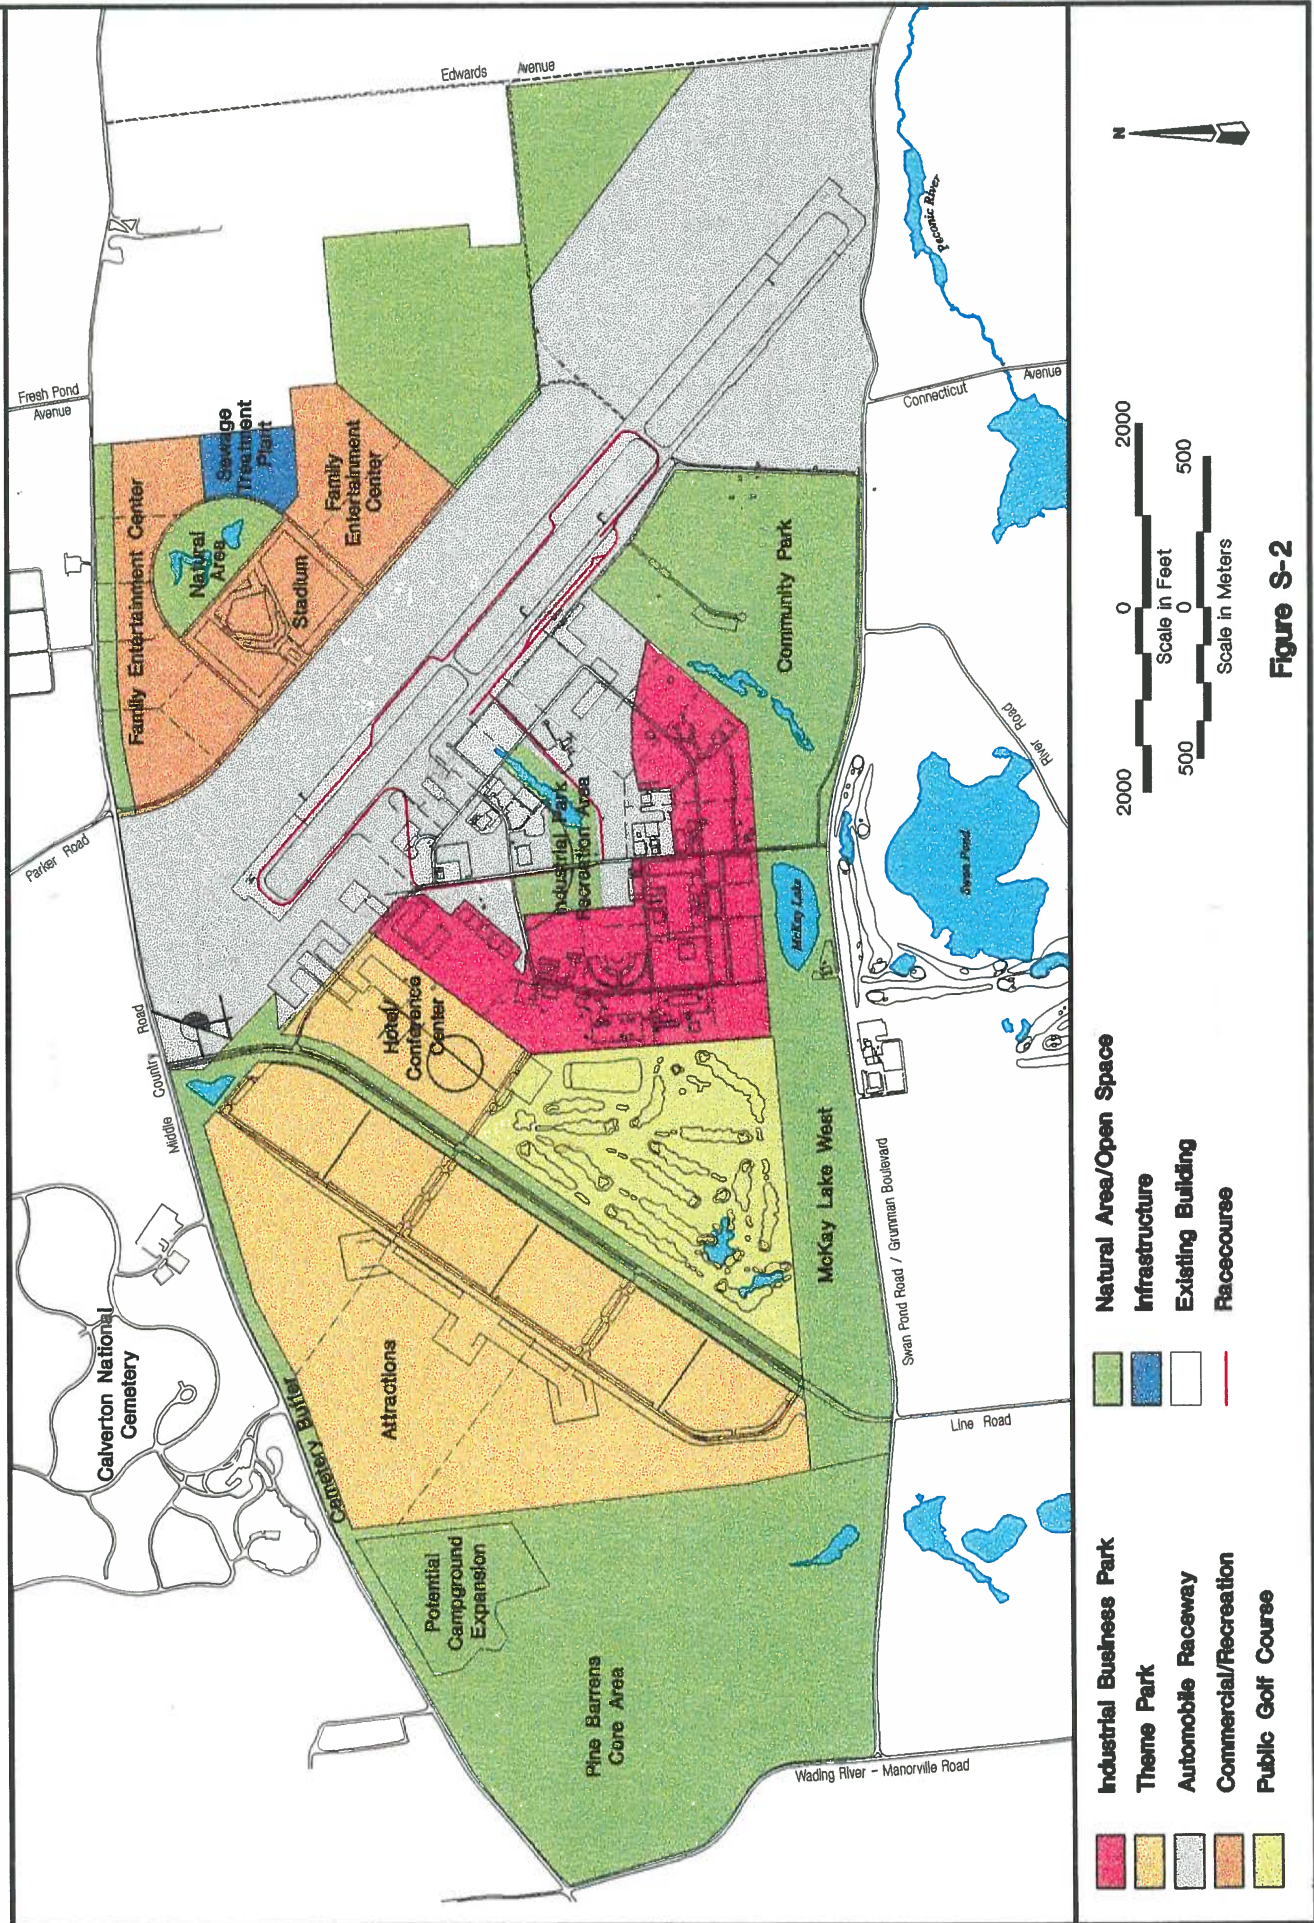 Edwards Avenue
Fresh Pond
Avenue
Sewage
Treatment
Plant
Family
Entertainment
Center
Family Entertainment Center
Natural
Area
Stadium
Community Park
Connecticut Avenue
Peconic River
N
Parker Road
River Road
Swan Pond
McKay Lake
Industrial Park
Recreation Area
Hotel/
Conference
Center
Middle Country Road
McKay Lake West
Swan Pond Road / Grumman Boulevard
Attractions
Calverton National
Cemetery
Cemetery Buffer
Line Road
Potential
Campground
Expansion
Pine Barrens
Core Area
Wading River - Manorville Road
Industrial Business Park
Theme Park
Automobile Raceway
Commercial/Recreation
Public Golf Course
Natural Area/Open Space
Infrastructure
Existing Building
Racecourse
2000 0 2000
Scale in Feet
500 0 500
Scale in Meters
Figure S-2